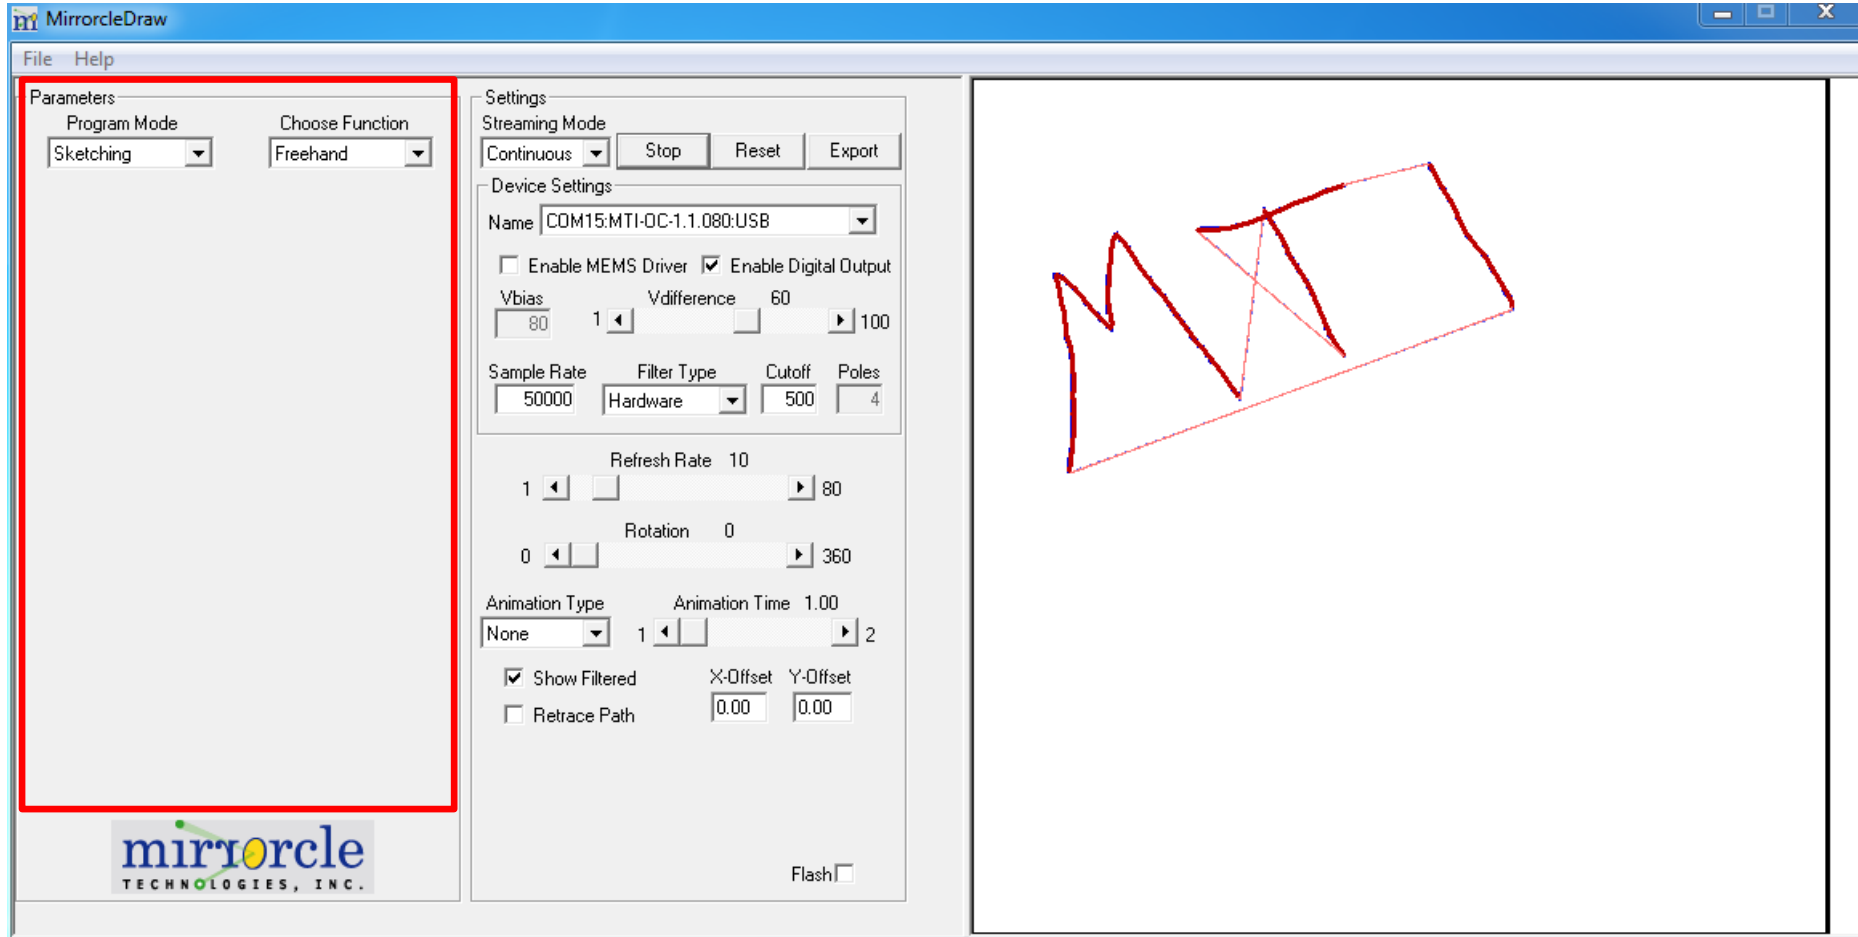 MirrorcleDraw
File Help
Parameters
Program Mode Choose Function
Sketching Freehand
Settings
Streaming Mode
Continuous Stop Reset Export
Device Settings
Name COM15:MTI-OC-1.1.080:USB
Enable MEMS Driver Enable Digital Output
Vbias Vdifference 60
80 1 100
Sample Rate Filter Type Cutoff Poles
50000 Hardware 500 4
Refresh Rate 10
1 80
Rotation 0
0 360
Animation Type Animation Time 1.00
None 1 2
Show Filtered X-Offset Y-Offset
Retrace Path 0.00 0.00
Flash
mirrorcle
TECHNOLOGIES, INC.
MTI